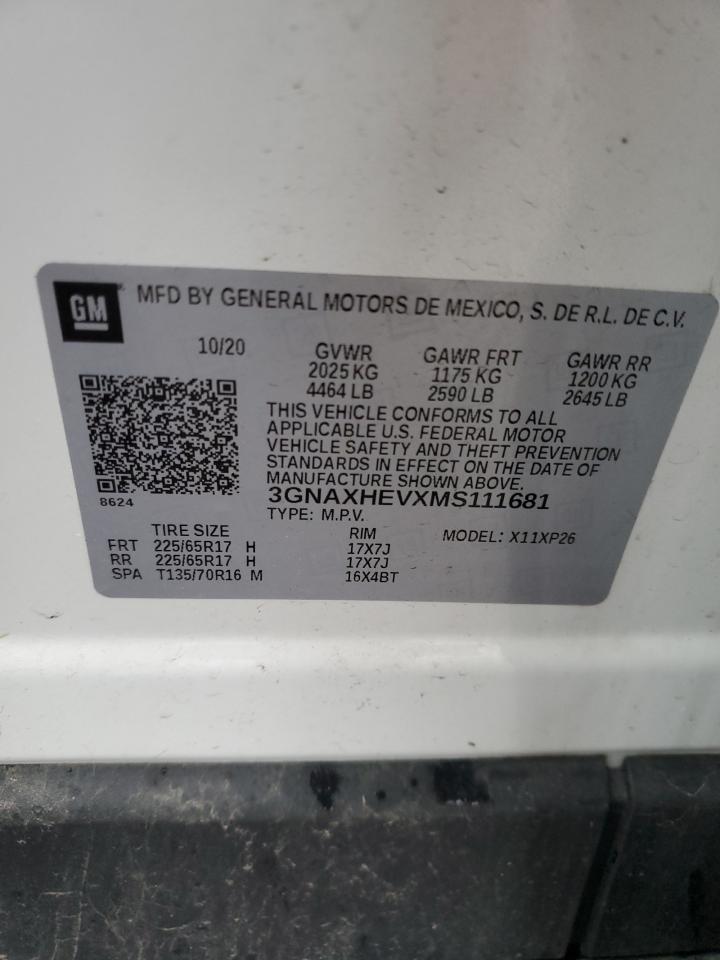 GM MFD BY GENERAL MOTORS DE MEXICO, S. DE R.L. DE C.V.
10/20 GVWR GAWR FRT GAWR RR
2025 KG 1175 KG 1200 KG
4464 LB 2590 LB 2645 LB
THIS VEHICLE CONFORMS TO ALL
APPLICABLE U.S. FEDERAL MOTOR
VEHICLE SAFETY AND THEFT PREVENTION
STANDARDS IN EFFECT ON THE DATE OF
MANUFACTURE SHOWN ABOVE.
8624 3GNAXHEVXMS111681
TYPE: M.P.V.
TIRE SIZE RIM MODEL: X11XP26
FRT 225/65R17 H 17X7J
RR 225/65R17 H 17X7J
SPA T135/70R16 M 16X4BT